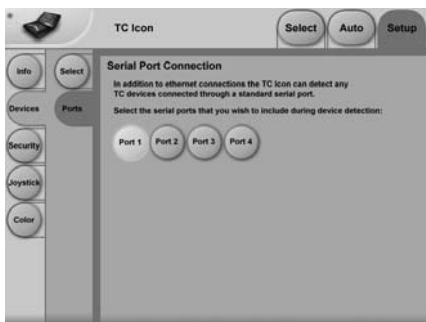 TC Icon
Select
Auto
Setup
Info
Devices
Security
Joystick
Color
Select
Ports
Serial Port Connection
In addition to ethernet connections the TC Icon can detect any
TC devices connected through a standard serial port.
Select the serial ports that you wish to include during device detection:
Port 1
Port 2
Port 3
Port 4